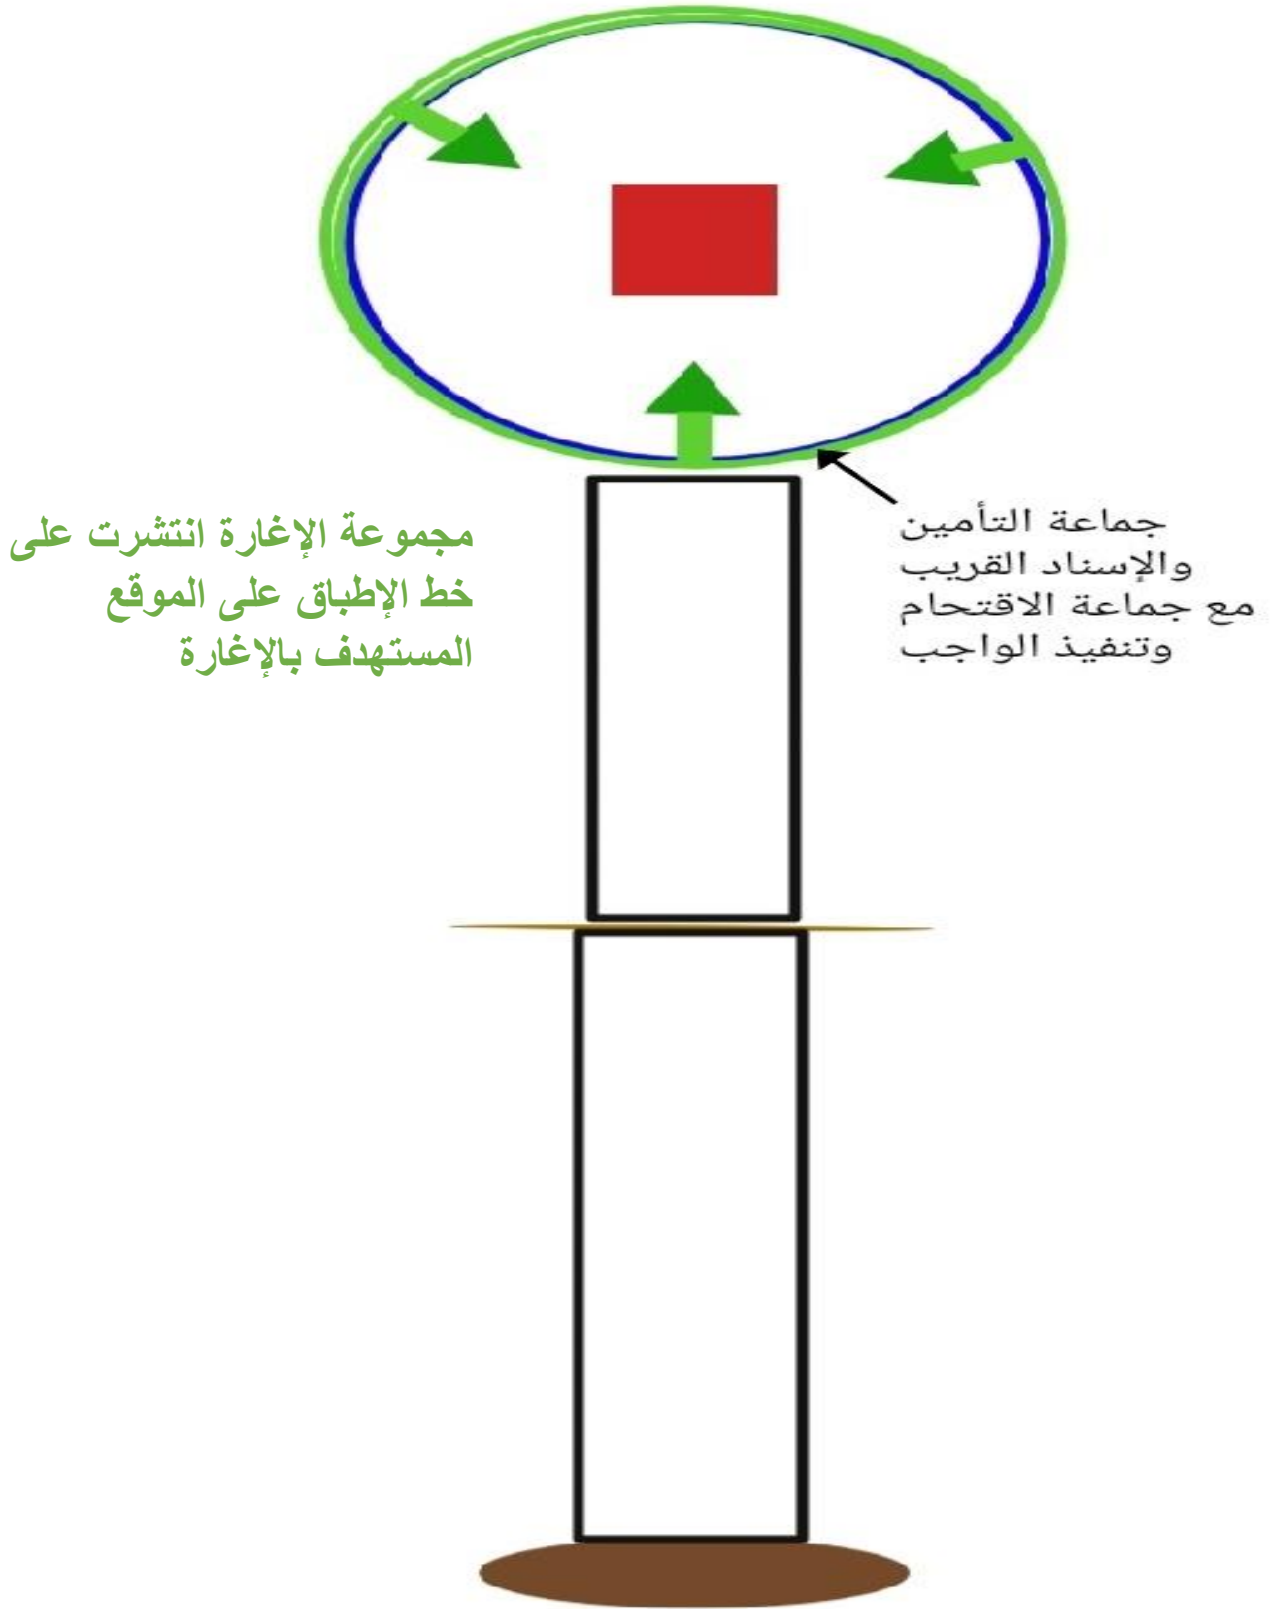 مجموعة الإغارة انتشرت على
خط الإطباق على الموقع
المستهدف بالإغارة
جماعة التأمين
والإسناد القريب
مع جماعة الاقتحام
وتنفيذ الواجب